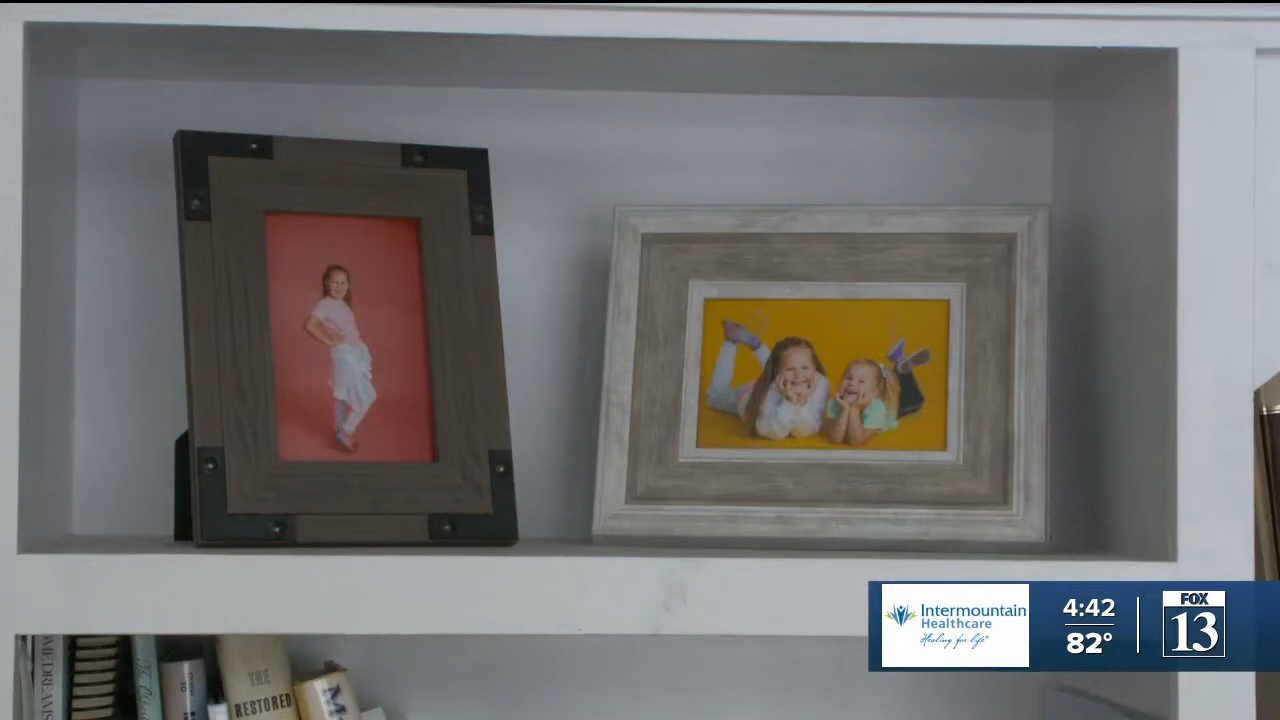 Intermountain
Healthcare
Healing for life
4:42
82°
FOX
13
THE
RESTORED